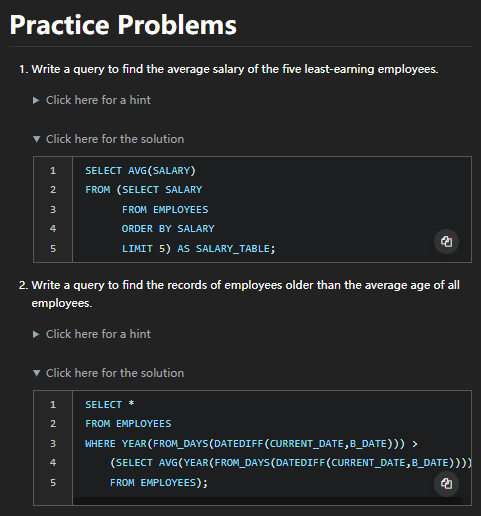 Practice Problems
1. Write a query to find the average salary of the five least-earning employees.
▶ Click here for a hint
▼ Click here for the solution
1 SELECT AVG(SALARY)
2 FROM (SELECT SALARY
3 FROM EMPLOYEES
4 ORDER BY SALARY
5 LIMIT 5) AS SALARY_TABLE;
2. Write a query to find the records of employees older than the average age of all
employees.
▶ Click here for a hint
▼ Click here for the solution
1 SELECT *
2 FROM EMPLOYEES
3 WHERE YEAR(FROM_DAYS(DATEDIFF(CURRENT_DATE,B_DATE))) >
4 (SELECT AVG(YEAR(FROM_DAYS(DATEDIFF(CURRENT_DATE,B_DATE))))
5 FROM EMPLOYEES);